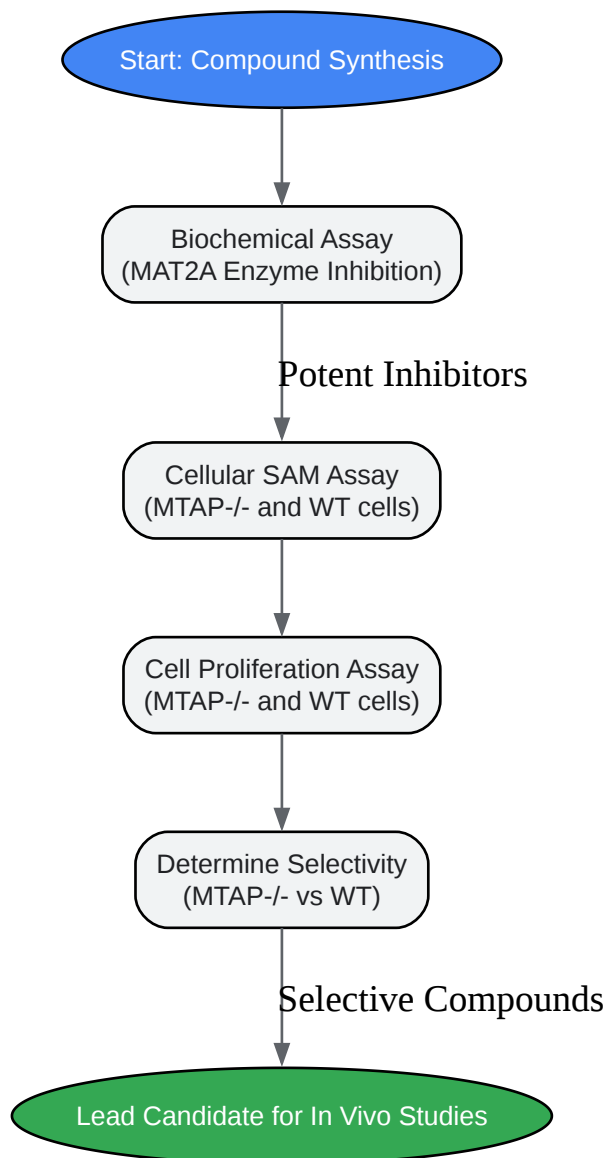 Start: Compound Synthesis
Biochemical Assay
(MAT2A Enzyme Inhibition)
Potent Inhibitors
Cellular SAM Assay
(MTAP-/- and WT cells)
Cell Proliferation Assay
(MTAP-/- and WT cells)
Determine Selectivity
(MTAP-/- vs WT)
Selective Compounds
Lead Candidate for In Vivo Studies